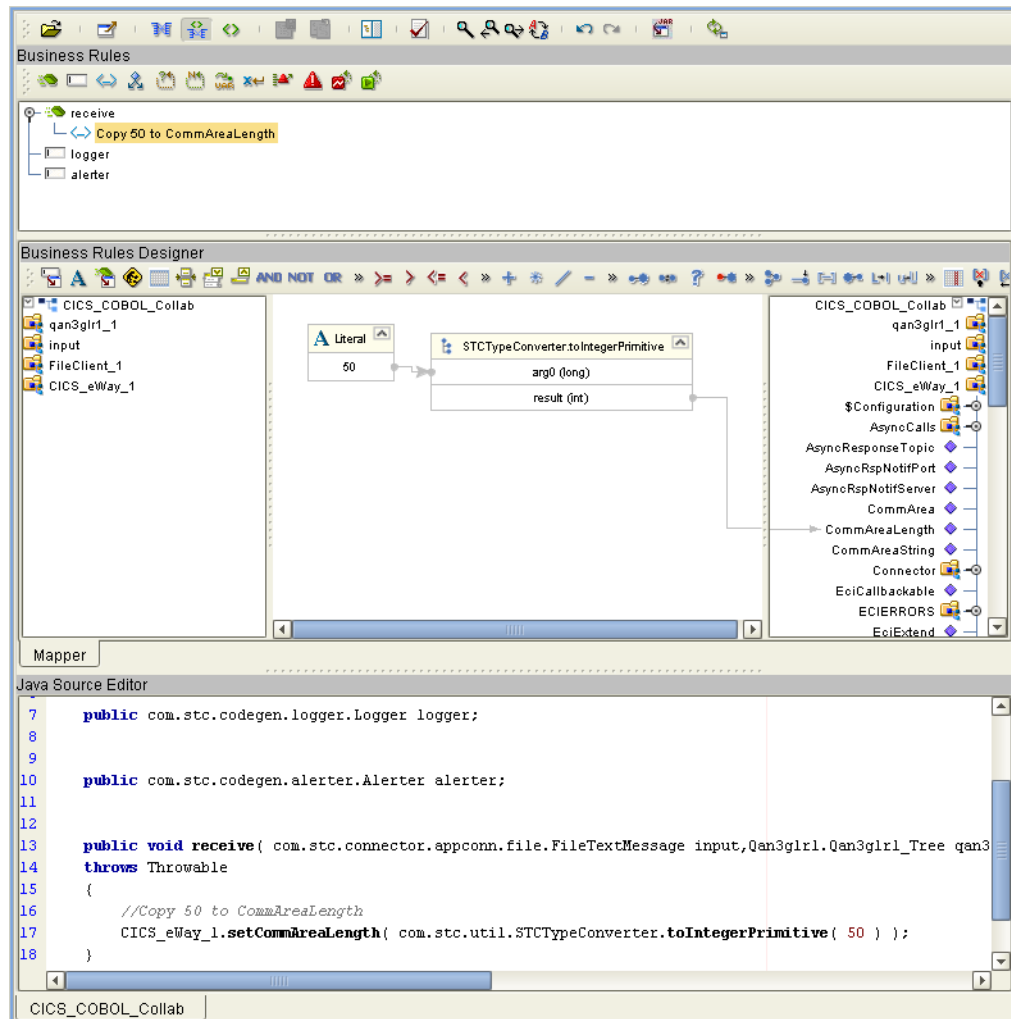 JAR
Business Rules
receive
Copy 50 to CommAreaLength
logger
alerter
Business Rules Designer
A AND NOT OR » >= > <= < » + * / - » ? » »
CICS_COBOL_Collab
qan3glr1_1
input
FileClient_1
CICS_eWay_1
A Literal
50
STCTypeConverter.toIntegerPrimitive
arg0 (long)
result (int)
CICS_COBOL_Collab
qan3glr1_1
input
FileClient_1
CICS_eWay_1
$Configuration
AsyncCalls
AsyncResponseTopic
AsyncRspNotifPort
AsyncRspNotifServer
CommArea
CommAreaLength
CommAreaString
Connector
EciCallbackable
ECIERRORS
EciExtend
Mapper
Java Source Editor
7 public com.stc.codegen.logger.Logger logger;
8
9
10 public com.stc.codegen.alerter.Alerter alerter;
11
12
13 public void receive( com.stc.connector.appconn.file.FileTextMessage input,Qan3glr1.Qan3glr1_Tree qan3
14 throws Throwable
15 {
16 //Copy 50 to CommAreaLength
17 CICS_eWay_1.setCommAreaLength( com.stc.util.STCTypeConverter.toIntegerPrimitive( 50 ) );
18 }
CICS_COBOL_Collab